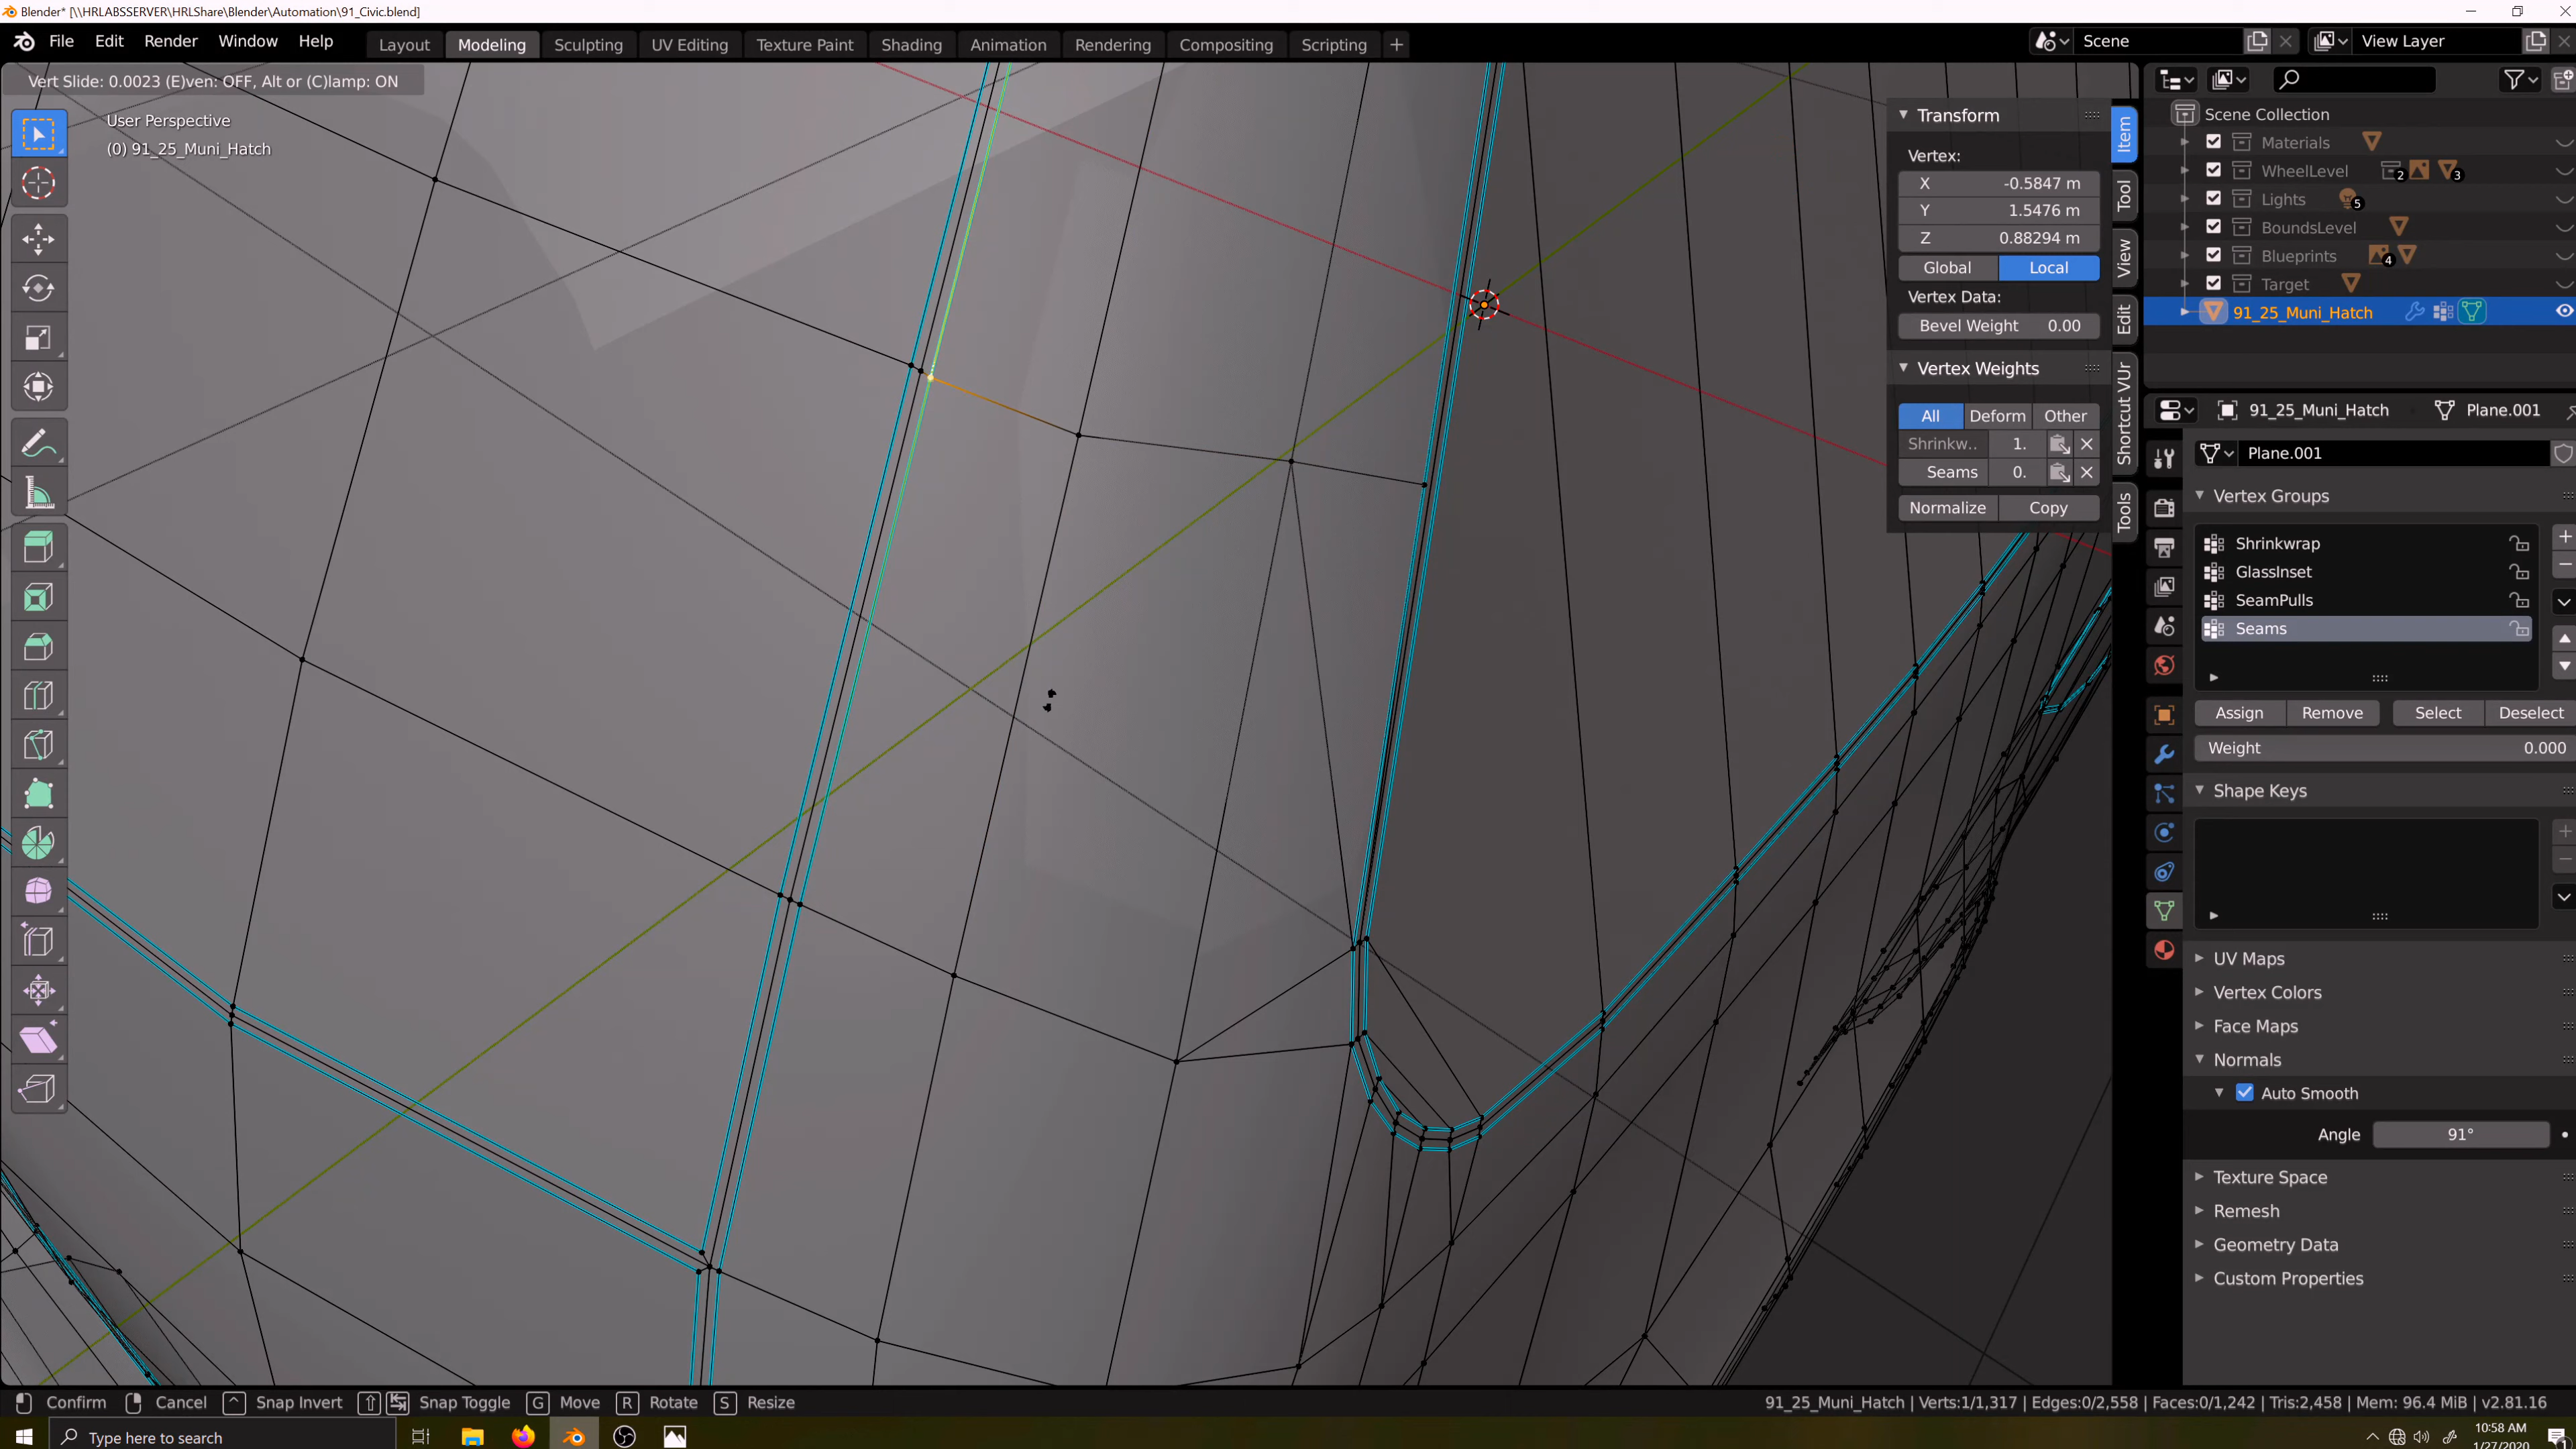 Blender* [\\HRLABSSERVER\HRLShare\Blender\Automation\91_Civic.blend]
File Edit Render Window Help Layout Modeling Sculpting UV Editing Texture Paint Shading Animation Rendering Compositing Scripting + Scene View Layer
Vert Slide: 0.0023 (E)ven: OFF, Alt or (C)lamp: ON
User Perspective
(0) 91_25_Muni_Hatch
Transform
Vertex:
X -0.5847 m
Y 1.5476 m
Z 0.88294 m
Global Local
Vertex Data:
Bevel Weight 0.00
Vertex Weights
All Deform Other
Shrinkw.. 1.
Seams 0.
Normalize Copy
Item
Tool
View
Edit
Shortcut VUr
Tools
Scene Collection
Materials
WheelLevel 2 3
Lights 5
BoundsLevel
Blueprints 4
Target
91_25_Muni_Hatch
91_25_Muni_Hatch Plane.001
Plane.001
Vertex Groups
Shrinkwrap
GlassInset
SeamPulls
Seams
Assign Remove Select Deselect
Weight 0.000
Shape Keys
UV Maps
Vertex Colors
Face Maps
Normals
Auto Smooth
Angle 91°
Texture Space
Remesh
Geometry Data
Custom Properties
Confirm Cancel ^ Snap Invert Snap Toggle G Move R Rotate S Resize
91_25_Muni_Hatch | Verts:1/1,317 | Edges:0/2,558 | Faces:0/1,242 | Tris:2,458 | Mem: 96.4 MiB | v2.81.16
Type here to search
10:58 AM
1/27/2020